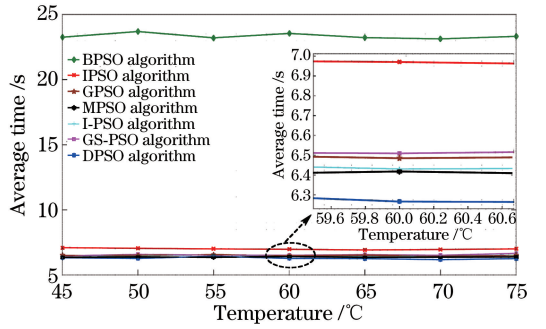 25
20
15
10
5
45
50
55
60
65
70
75
Average time /s
Temperature /℃
BPSO algorithm
IPSO algorithm
GPSO algorithm
MPSO algorithm
I-PSO algorithm
GS-PSO algorithm
DPSO algorithm
7.0
6.9
6.8
6.7
6.6
6.5
6.4
6.3
59.6 59.8 60.0 60.2 60.4 60.6
Average time /s
Temperature /℃